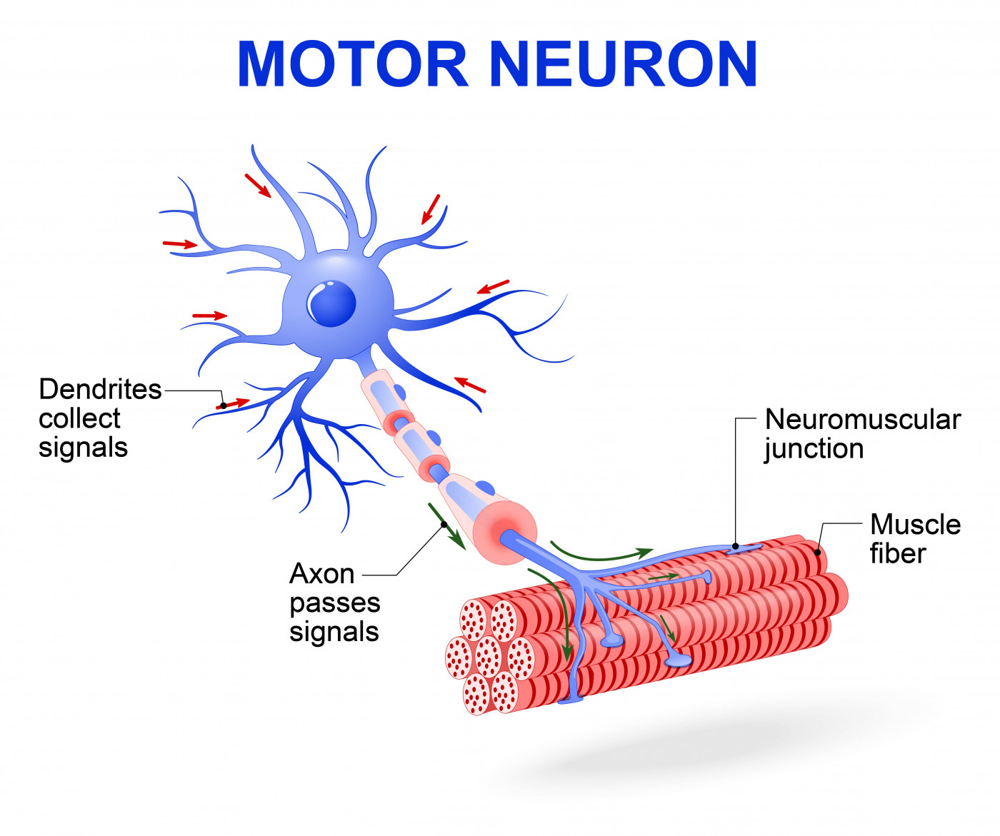 MOTOR NEURON
Dendrites
collect
signals
Neuromuscular
junction
Muscle
fiber
Axon
passes
signals